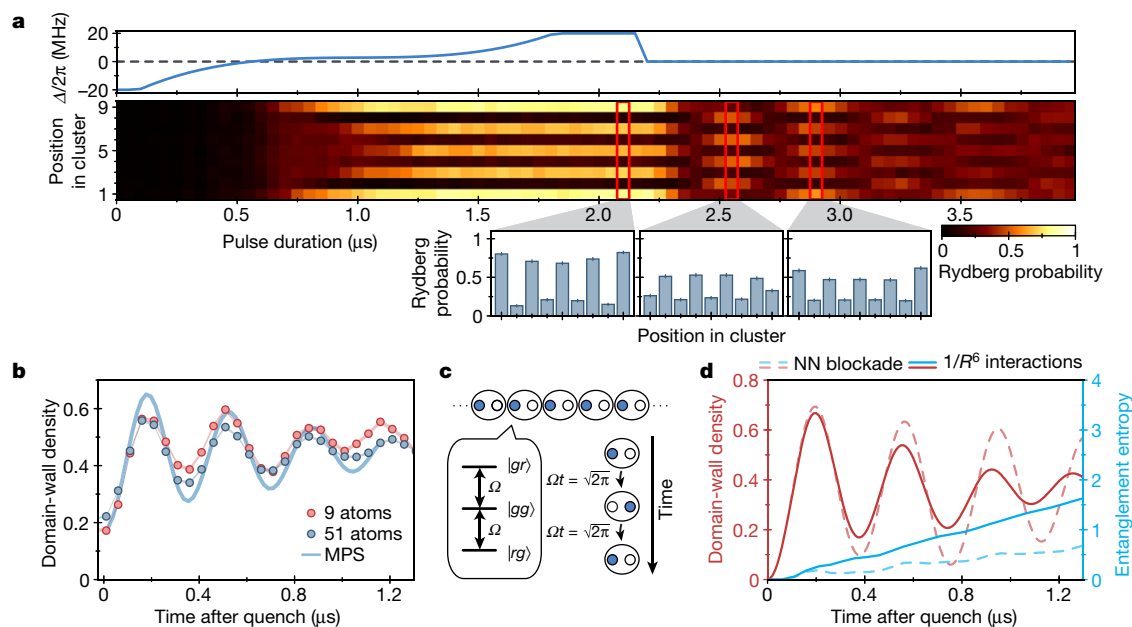 a
Δ/2π (MHz)
20
0
−20
Position
in cluster
9
5
1
0
0.5
1.0
1.5
2.0
2.5
3.0
3.5
Pulse duration (μs)
Rydberg
probability
1
0.5
0
Position in cluster
0
0.5
1
Rydberg probability
b
Domain-wall density
0.6
0.4
0.2
0
9 atoms
51 atoms
MPS
0
0.4
0.8
1.2
Time after quench (μs)
c
|gr⟩
Ω
|gg⟩
Ω
|rg⟩
Ωt = √2π
Ωt = √2π
Time
d
NN blockade
1/R⁶ interactions
Domain-wall density
0.8
0.6
0.4
0.2
0
4
3
2
1
0
Entanglement entropy
0
0.4
0.8
1.2
Time after quench (μs)